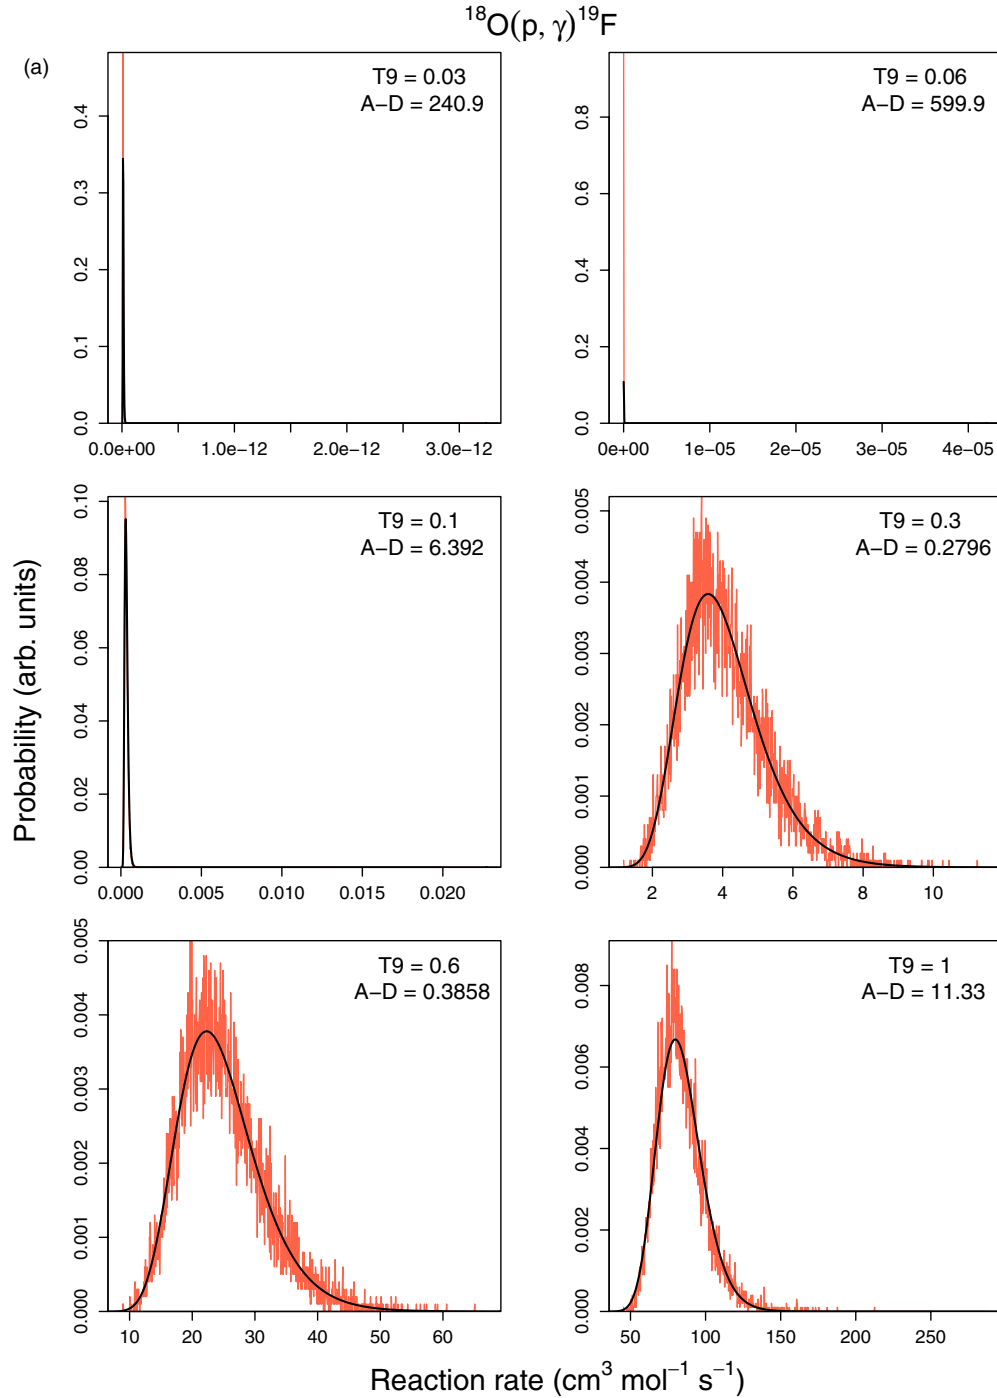 ¹⁸O(p, γ)¹⁹F
(a)
T9 = 0.03
A−D = 240.9
0.0
0.1
0.2
0.3
0.4
0.0e+00
1.0e−12
2.0e−12
3.0e−12
T9 = 0.06
A−D = 599.9
0.0
0.2
0.4
0.6
0.8
0e+00
1e−05
2e−05
3e−05
4e−05
Probability (arb. units)
T9 = 0.1
A−D = 6.392
0.00
0.02
0.04
0.06
0.08
0.10
0.000
0.005
0.010
0.015
0.020
T9 = 0.3
A−D = 0.2796
0.000
0.001
0.002
0.003
0.004
0.005
2
4
6
8
10
T9 = 0.6
A−D = 0.3858
0.000
0.001
0.002
0.003
0.004
0.005
10
20
30
40
50
60
T9 = 1
A−D = 11.33
0.000
0.002
0.004
0.006
0.008
50
100
150
200
250
Reaction rate (cm³ mol⁻¹ s⁻¹)